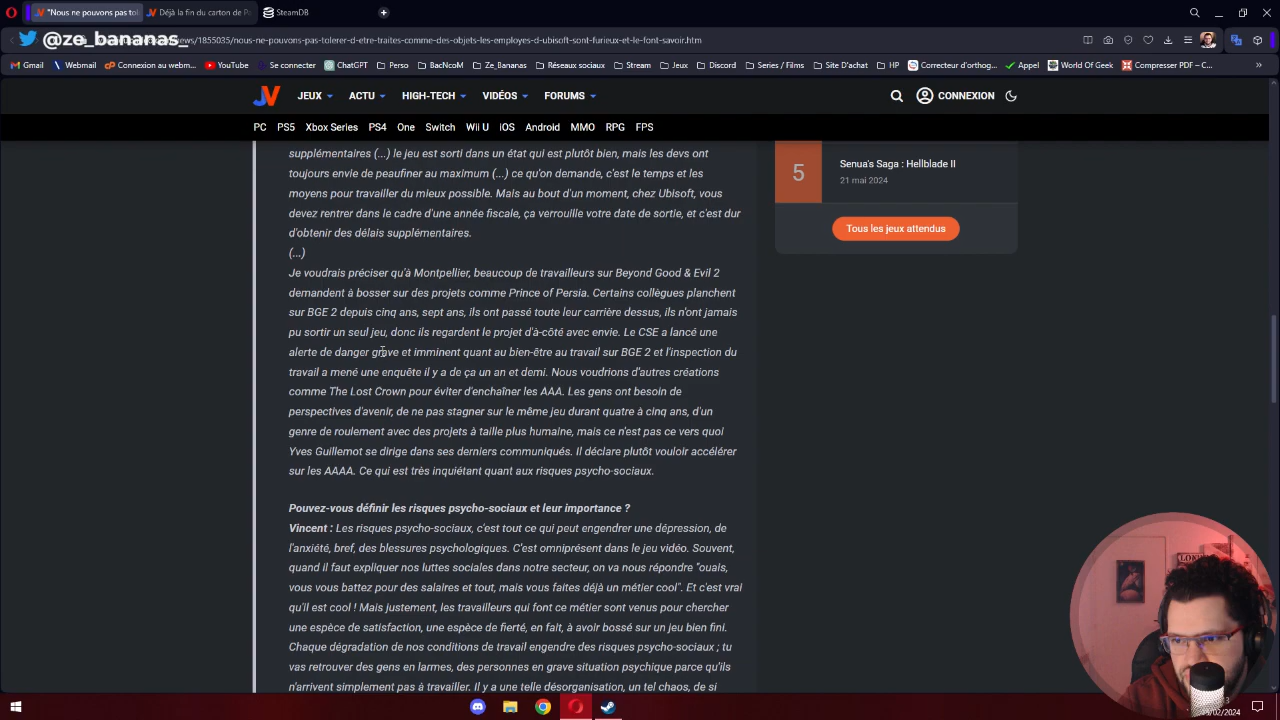 "Nous ne pouvons pas tol
Déjà la fin du carton de P
SteamDB
@ze_bananas_
ews/1855035/nous-ne-pouvons-pas-tolerer-d-etre-traites-comme-des-objets-les-employes-d-ubisoft-sont-furieux-et-le-font-savoir.htm
Gmail
Webmail
Connexion au webm...
YouTube
Se connecter
ChatGPT
Perso
BacNcoM
Ze_Bananas
Réseaux sociaux
Stream
Jeux
Discord
Series / Films
Site D'achat
HP
Correcteur d'orthog...
Appel
World Of Geek
Compresser PDF – C...
»
JV
JEUX
ACTU
HIGH-TECH
VIDÉOS
FORUMS
CONNEXION
PC
PS5
Xbox Series
PS4
One
Switch
Wii U
iOS
Android
MMO
RPG
FPS
supplémentaires (...) le jeu est sorti dans un état qui est plutôt bien, mais les devs ont
toujours envie de peaufiner au maximum (...) ce qu'on demande, c'est le temps et les
moyens pour travailler du mieux possible. Mais au bout d'un moment, chez Ubisoft, vous
devez rentrer dans le cadre d'une année fiscale, ça verrouille votre date de sortie, et c'est dur
d'obtenir des délais supplémentaires.
(...)
Je voudrais préciser qu'à Montpellier, beaucoup de travailleurs sur Beyond Good & Evil 2
demandent à bosser sur des projets comme Prince of Persia. Certains collègues planchent
sur BGE 2 depuis cinq ans, sept ans, ils ont passé toute leur carrière dessus, ils n'ont jamais
pu sortir un seul jeu, donc ils regardent le projet d'à-côté avec envie. Le CSE a lancé une
alerte de danger grave et imminent quant au bien-être au travail sur BGE 2 et l'inspection du
travail a mené une enquête il y a de ça un an et demi. Nous voudrions d'autres créations
comme The Lost Crown pour éviter d'enchaîner les AAA. Les gens ont besoin de
perspectives d'avenir, de ne pas stagner sur le même jeu durant quatre à cinq ans, d'un
genre de roulement avec des projets à taille plus humaine, mais ce n'est pas ce vers quoi
Yves Guillemot se dirige dans ses derniers communiqués. Il déclare plutôt vouloir accélérer
sur les AAAA. Ce qui est très inquiétant quant aux risques psycho-sociaux.
Pouvez-vous définir les risques psycho-sociaux et leur importance ?
Vincent : Les risques psycho-sociaux, c'est tout ce qui peut engendrer une dépression, de
l'anxiété, bref, des blessures psychologiques. C'est omniprésent dans le jeu vidéo. Souvent,
quand il faut expliquer nos luttes sociales dans notre secteur, on va nous répondre "ouais,
vous vous battez pour des salaires et tout, mais vous faites déjà un métier cool". Et c'est vrai
qu'il est cool ! Mais justement, les travailleurs qui font ce métier sont venus pour chercher
une espèce de satisfaction, une espèce de fierté, en fait, à avoir bossé sur un jeu bien fini.
Chaque dégradation de nos conditions de travail engendre des risques psycho-sociaux ; tu
vas retrouver des gens en larmes, des personnes en grave situation psychique parce qu'ils
n'arrivent simplement pas à travailler. Il y a une telle désorganisation, un tel chaos, de si
5
Senua's Saga : Hellblade II
21 mai 2024
Tous les jeux attendus
/02/2024